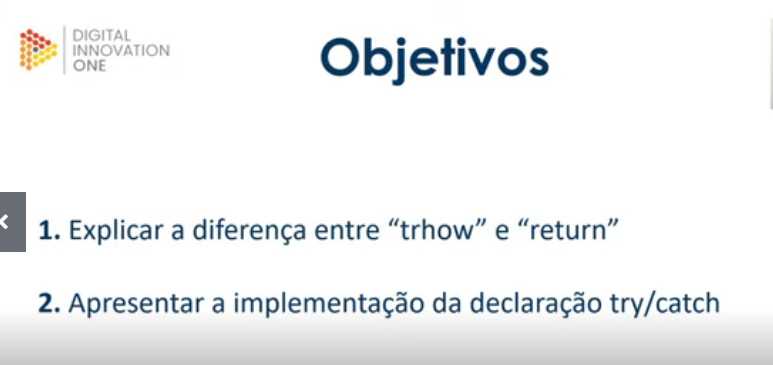 DIGITAL
INNOVATION
ONE
Objetivos
1. Explicar a diferença entre “trhow” e “return”
2. Apresentar a implementação da declaração try/catch